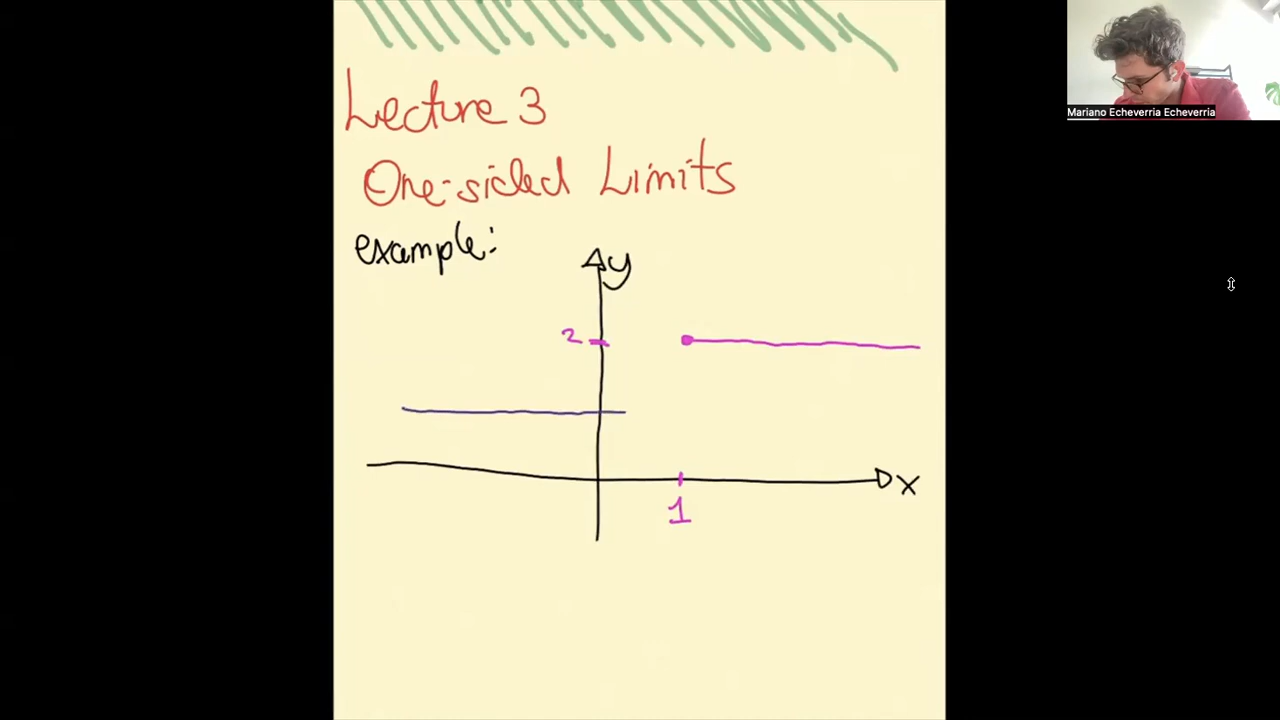 Lecture 3
One-sided Limits
example:
y
2
x
1
Mariano Echeverria Echeverria